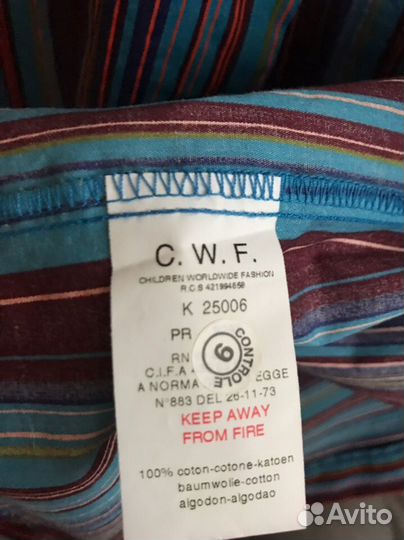 C. W. F.
CHILDREN WORLDWIDE FASHION
R.C.S 421994658
K 25006
PR
RN
CONTROLE 9
C.I.F.A
A NORMA EGGE
N°883 DEL 26-11-73
KEEP AWAY
FROM FIRE
100% coton-cotone-katoen
baumwolle-cotton
algodon-algodao
Avito